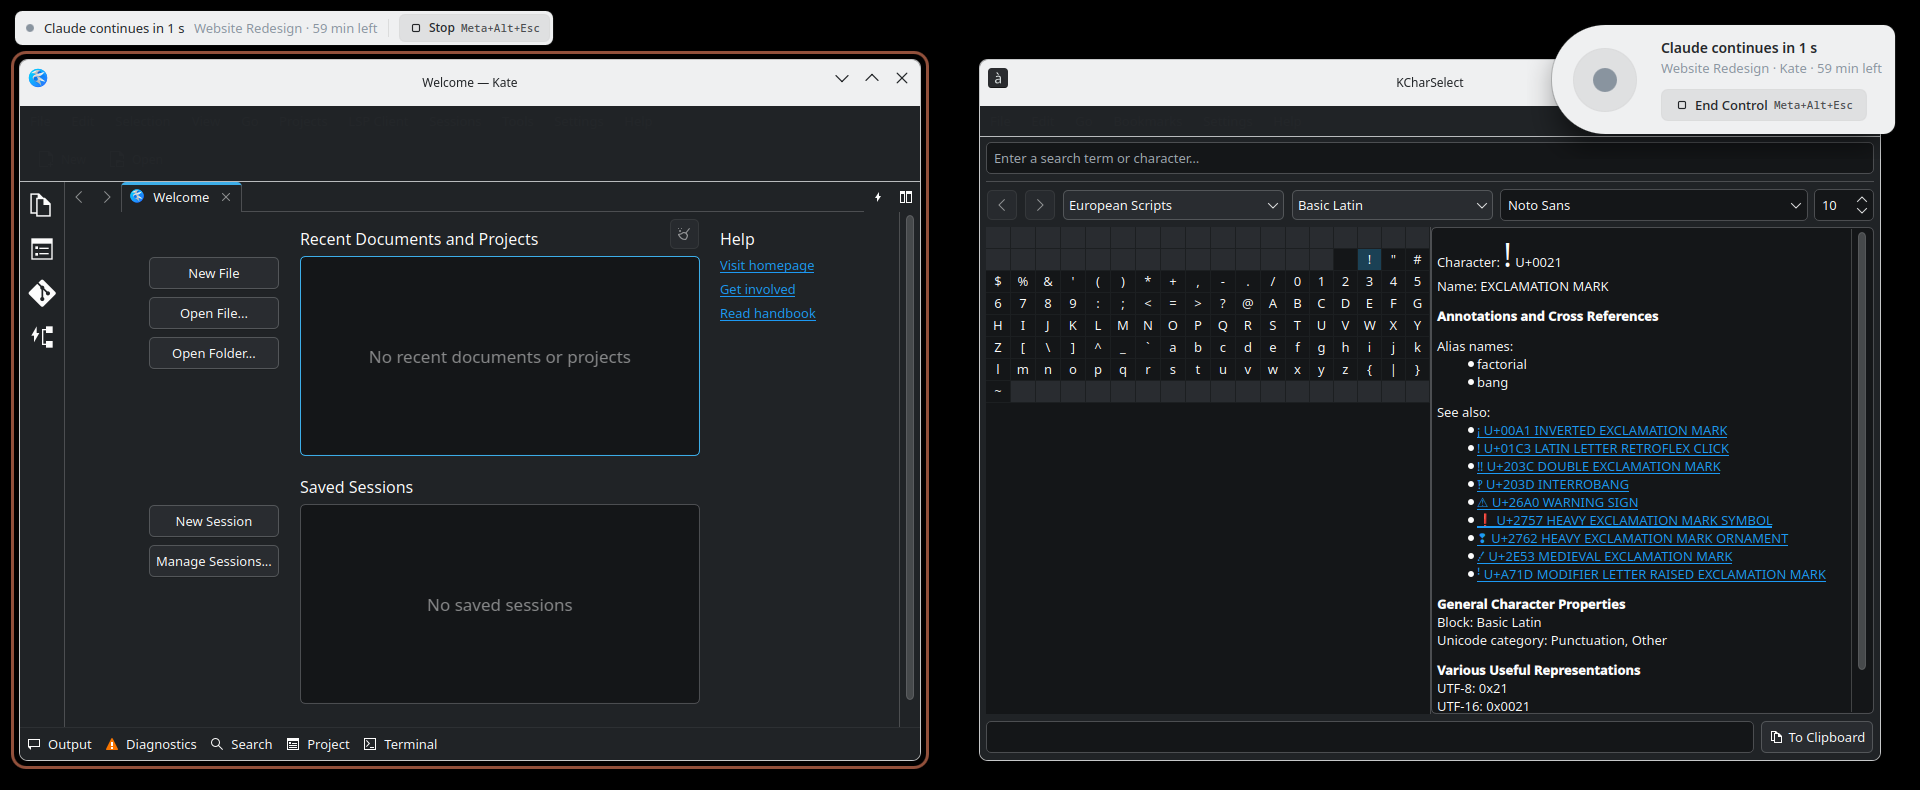 Claude continues in 1 s Website Redesign · 59 min left Stop Meta+Alt+Esc
Welcome — Kate
Welcome
Recent Documents and Projects
Help
New File
Open File...
Open Folder...
No recent documents or projects
Visit homepage
Get involved
Read handbook
Saved Sessions
New Session
Manage Sessions...
No saved sessions
Output Diagnostics Search Project Terminal
KCharSelect
Claude continues in 1 s
Website Redesign · Kate · 59 min left
End Control Meta+Alt+Esc
Enter a search term or character...
European Scripts Basic Latin Noto Sans 10
! " #
$ % & ' ( ) * + , - . / 0 1 2 3 4 5
6 7 8 9 : ; < = > ? @ A B C D E F G
H I J K L M N O P Q R S T U V W X Y
Z [ \ ] ^ _ ` a b c d e f g h i j k
l m n o p q r s t u v w x y z { | }
~
Character: ! U+0021
Name: EXCLAMATION MARK
Annotations and Cross References
Alias names:
factorial
bang
See also:
¡ U+00A1 INVERTED EXCLAMATION MARK
ǃ U+01C3 LATIN LETTER RETROFLEX CLICK
‼ U+203C DOUBLE EXCLAMATION MARK
‽ U+203D INTERROBANG
⚠ U+26A0 WARNING SIGN
❗ U+2757 HEAVY EXCLAMATION MARK SYMBOL
❢ U+2762 HEAVY EXCLAMATION MARK ORNAMENT
⹓ U+2E53 MEDIEVAL EXCLAMATION MARK
ꜝ U+A71D MODIFIER LETTER RAISED EXCLAMATION MARK
General Character Properties
Block: Basic Latin
Unicode category: Punctuation, Other
Various Useful Representations
UTF-8: 0x21
UTF-16: 0x0021
To Clipboard